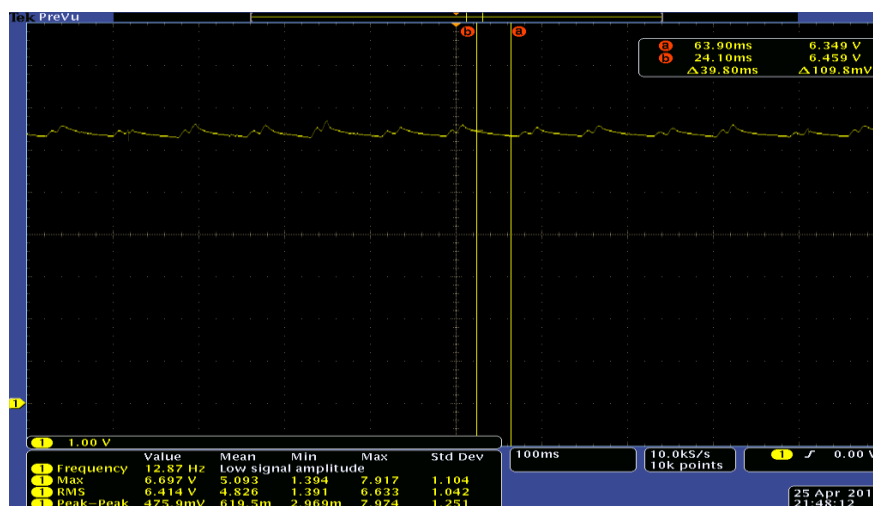 Tek PreVu
b a
a 63.90ms 6.349 V
b 24.10ms 6.459 V
Δ39.80ms Δ109.8mV
1
1 1.00 V
100ms
10.0kS/s
10k points
1 0.00 V
Value Mean Min Max Std Dev
1 Frequency 12.87 Hz Low signal amplitude
1 Max 6.697 V 5.093 1.394 7.917 1.104
1 RMS 6.414 V 4.826 1.391 6.633 1.042
1 Peak-Peak 475.9mV 619.5m 2.969m 7.974 1.251
25 Apr 201
21:48:12